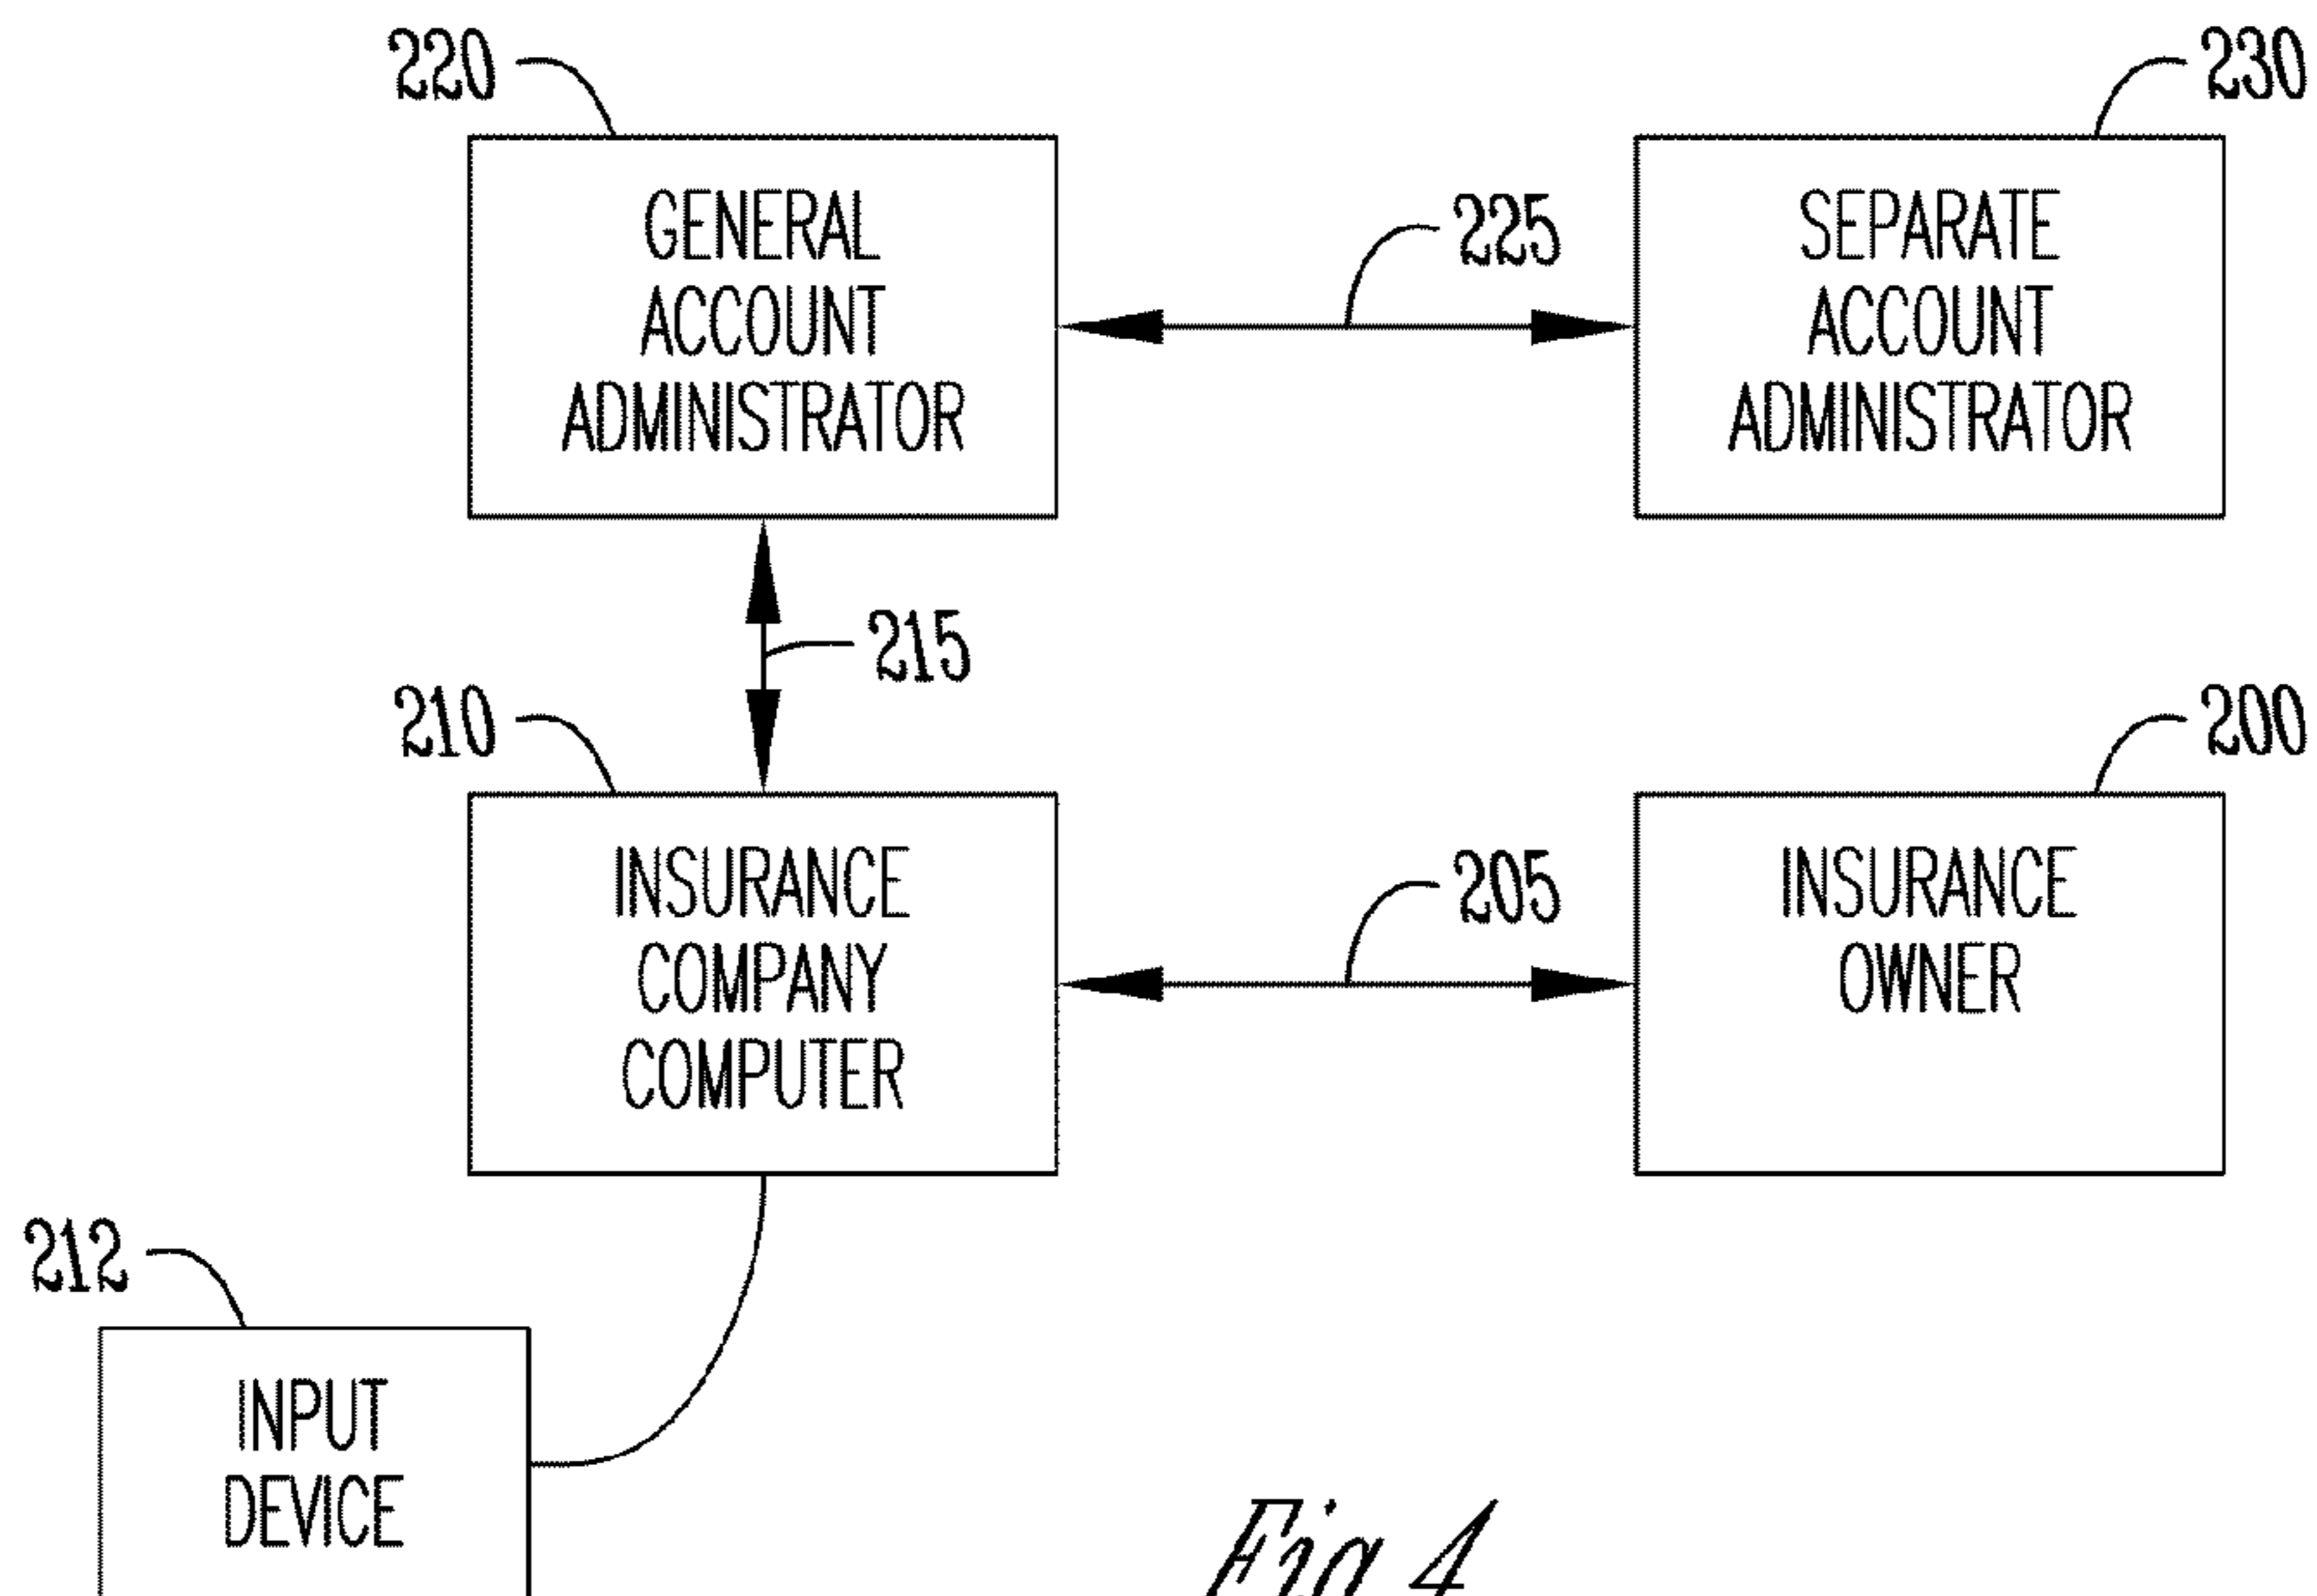 220
230
GENERAL
ACCOUNT
ADMINISTRATOR
225
SEPARATE
ACCOUNT
ADMINISTRATOR
215
210
200
INSURANCE
COMPANY
COMPUTER
205
INSURANCE
OWNER
212
INPUT
DEVICE
Fig 4